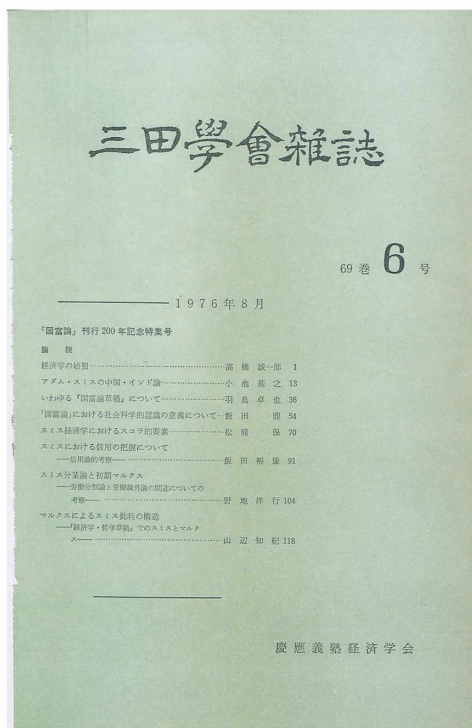 三田學會雑誌
69巻 6 号
1976年8月
『国富論』刊行200年記念特集号
論 説
経済学の始祖……高橋誠一郎 1
アダム・スミスの中国・インド論……小池基之 13
いわゆる『国富論草稿』について……羽鳥卓也 36
『国富論』における社会科学的認識の意義について…飯田鼎 54
スミス経済学におけるスコラ的要素……松浦保 70
スミスにおける信用の把握について
――信用論的考察――……飯田裕康 91
スミス分業論と初期マルクス
――労働分割論と労働疎外論の関連についての
考察――……野地洋行 104
マルクスによるスミス批判の構造
――『経済学・哲学草稿』でのスミスとマルク
ス――……山辺知紀 118
慶應義塾経済学会